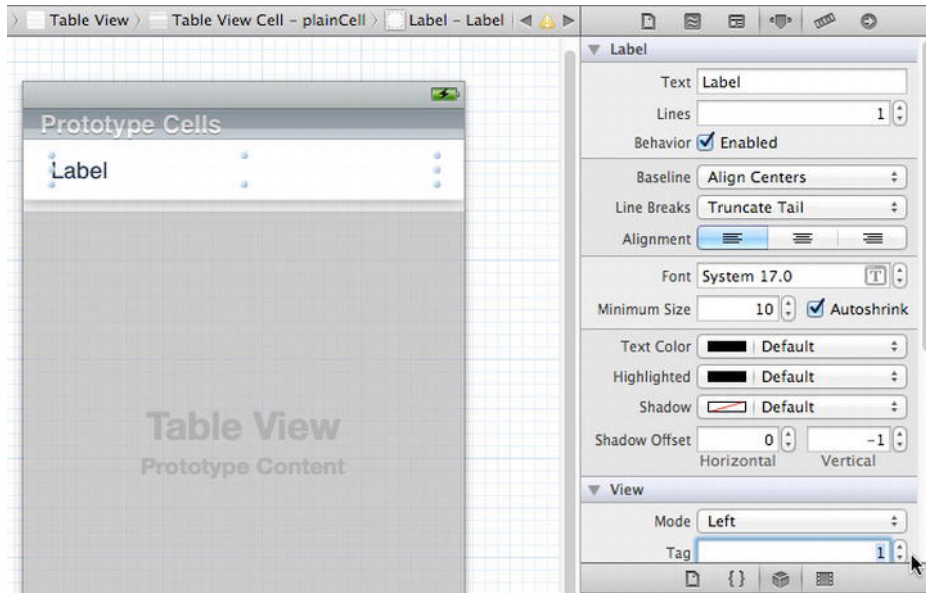 Table View
Table View Cell – plainCell
Label – Label
Prototype Cells
Label
Table View
Prototype Content
Label
Text Label
Lines 1
Behavior Enabled
Baseline Align Centers
Line Breaks Truncate Tail
Alignment
Font System 17.0 T
Minimum Size 10 Autoshrink
Text Color Default
Highlighted Default
Shadow Default
Shadow Offset 0 -1
Horizontal Vertical
View
Mode Left
Tag 1
{ }